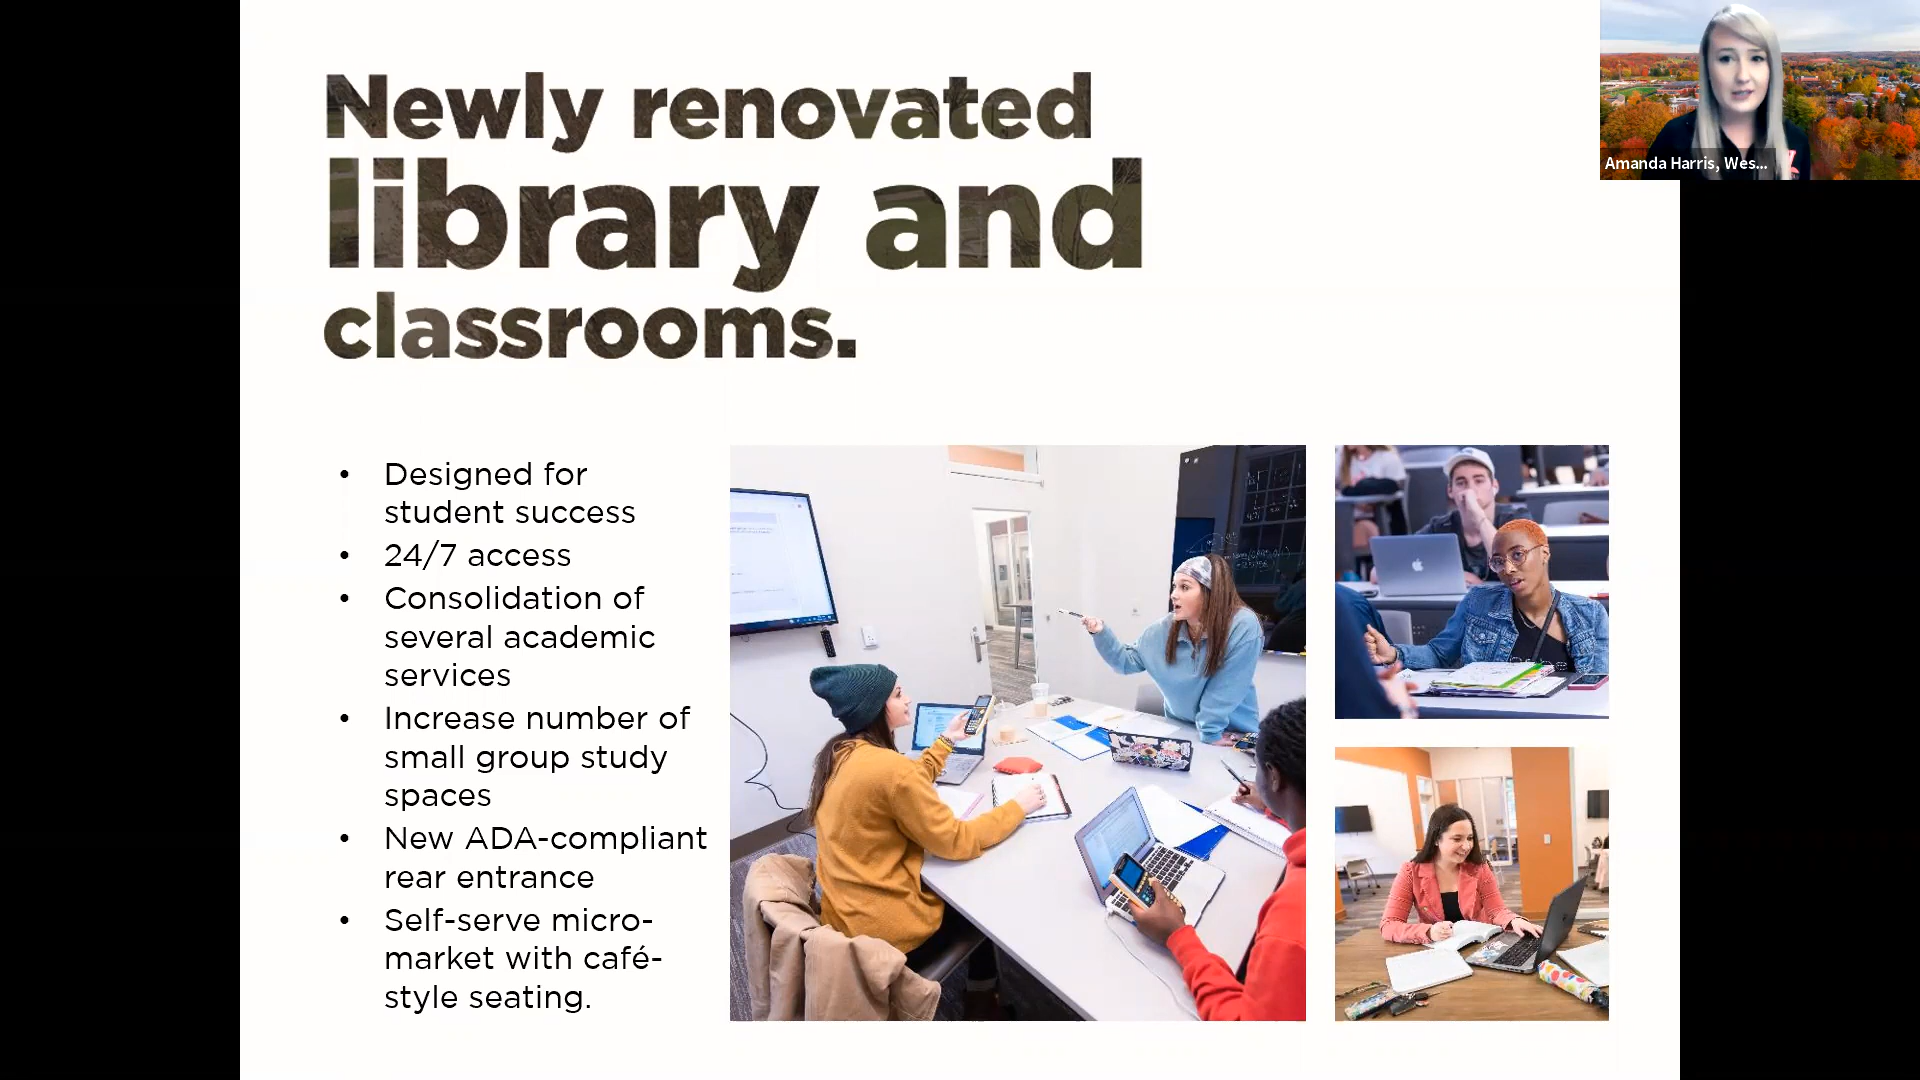 Newly renovated
library and
classrooms.
Amanda Harris, Wes...
• Designed for
student success
• 24/7 access
• Consolidation of
several academic
services
• Increase number of
small group study
spaces
• New ADA-compliant
rear entrance
• Self-serve micro-
market with café-
style seating.